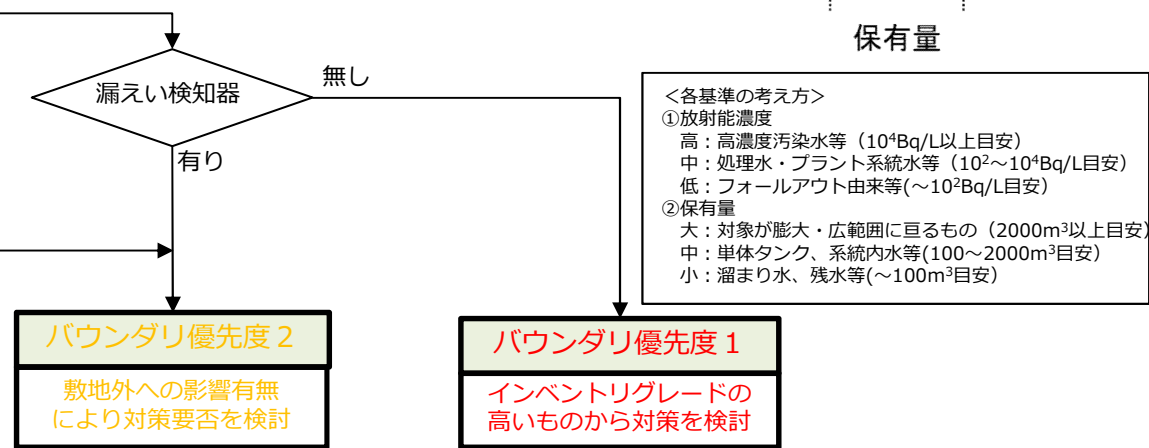 保有量
漏えい検知器
無し
有り
＜各基準の考え方＞
①放射能濃度
高：高濃度汚染水等（10⁴Bq/L以上目安）
中：処理水・プラント系統水等（10²～10⁴Bq/L目安）
低：フォールアウト由来等(～10²Bq/L目安）
②保有量
大：対象が膨大・広範囲に亘るもの（2000m³以上目安）
中：単体タンク、系統内水等(100～2000m³目安）
小：溜まり水、残水等(～100m³目安）
バウンダリ優先度２
敷地外への影響有無
により対策要否を検討
バウンダリ優先度１
インベントリグレードの
高いものから対策を検討